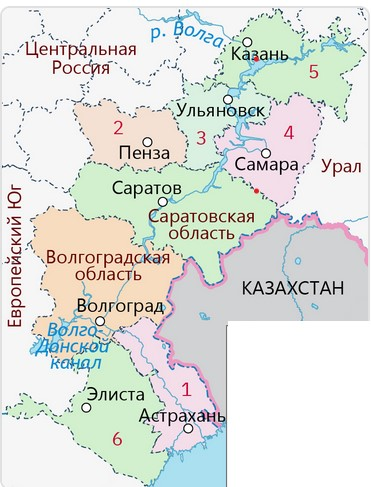 Центральная
Россия
р. Волга
Казань
5
Ульяновск
2
3
4
Пенза
Самара
Урал
Саратов
Саратовская
область
Европейский Юг
Волгоградская
область
КАЗАХСТАН
Волгоград
Волго-
Донской
канал
Элиста
1
Астрахань
6